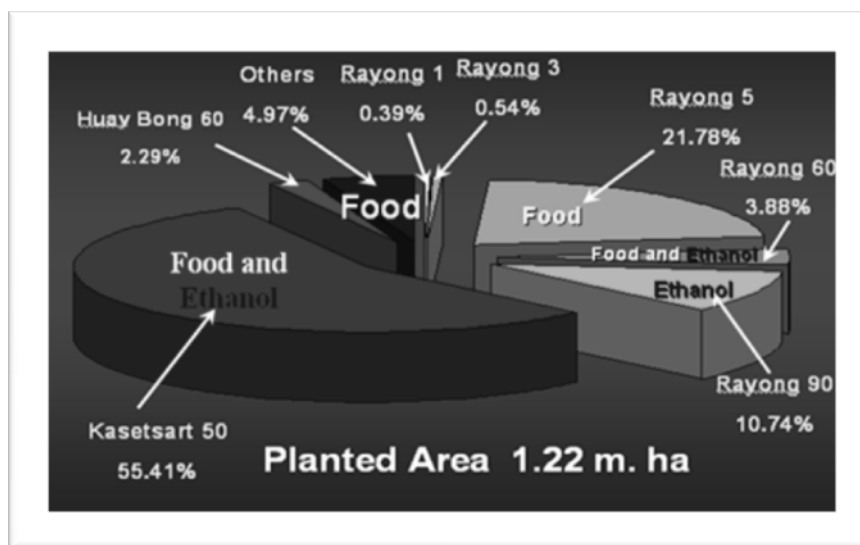 Others
4.97%
Rayong 1
0.39%
Rayong 3
0.54%
Huay Bong 60
2.29%
Rayong 5
21.78%
Rayong 60
3.88%
Food
Food
Food and Ethanol
Ethanol
Food and
Ethanol
Rayong 90
10.74%
Kasetsart 50
55.41%
Planted Area 1.22 m. ha